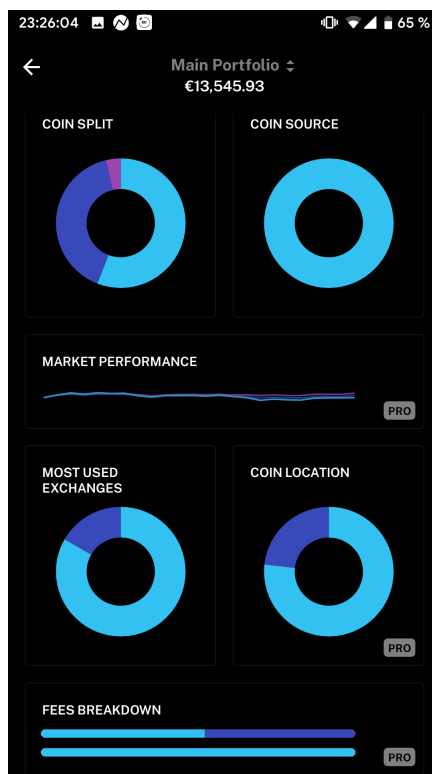 23:26:04 65 %
Main Portfolio
€13,545.93
COIN SPLIT
COIN SOURCE
MARKET PERFORMANCE
PRO
MOST USED
EXCHANGES
COIN LOCATION
PRO
FEES BREAKDOWN
PRO